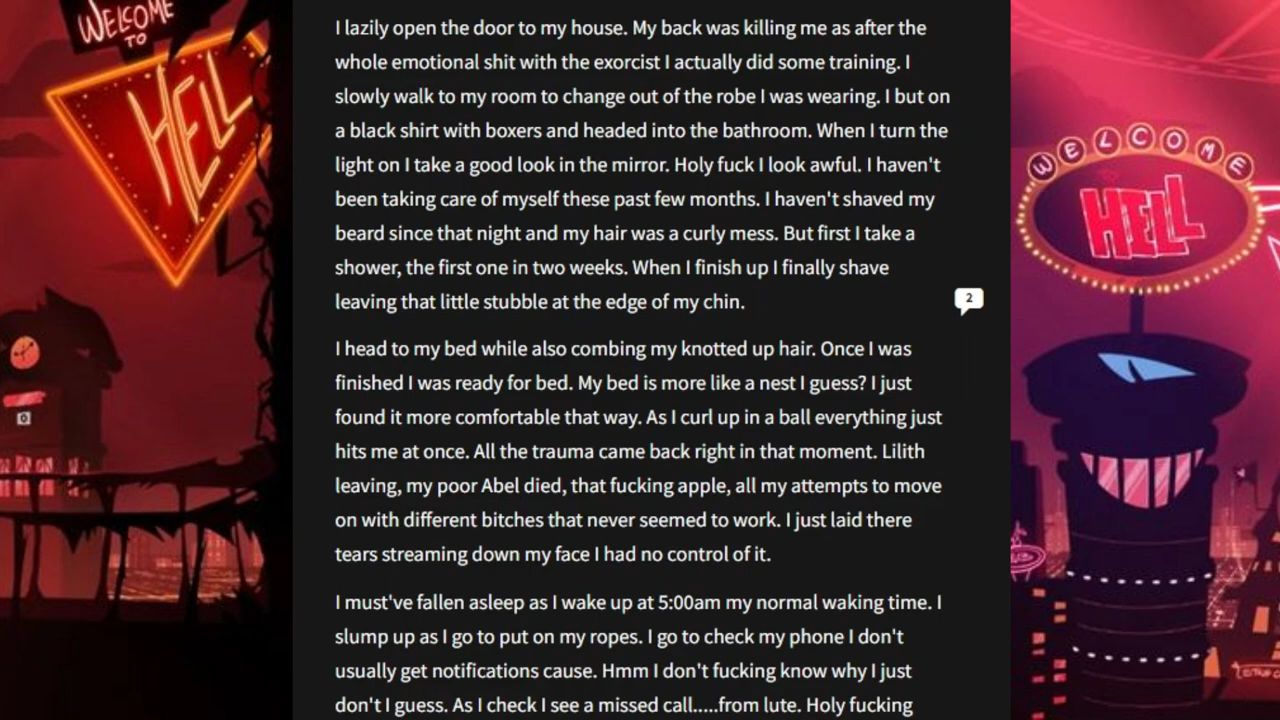 WELCOME
TO
HELL
I lazily open the door to my house. My back was killing me as after the
whole emotional shit with the exorcist I actually did some training. I
slowly walk to my room to change out of the robe I was wearing. I but on
a black shirt with boxers and headed into the bathroom. When I turn the
light on I take a good look in the mirror. Holy fuck I look awful. I haven't
been taking care of myself these past few months. I haven't shaved my
beard since that night and my hair was a curly mess. But first I take a
shower, the first one in two weeks. When I finish up I finally shave
leaving that little stubble at the edge of my chin.
2
I head to my bed while also combing my knotted up hair. Once I was
finished I was ready for bed. My bed is more like a nest I guess? I just
found it more comfortable that way. As I curl up in a ball everything just
hits me at once. All the trauma came back right in that moment. Lilith
leaving, my poor Abel died, that fucking apple, all my attempts to move
on with different bitches that never seemed to work. I just laid there
tears streaming down my face I had no control of it.
I must've fallen asleep as I wake up at 5:00am my normal waking time. I
slump up as I go to put on my ropes. I go to check my phone I don't
usually get notifications cause. Hmm I don't fucking know why I just
don't I guess. As I check I see a missed call.....from lute. Holy fucking
WELCOME
HELL